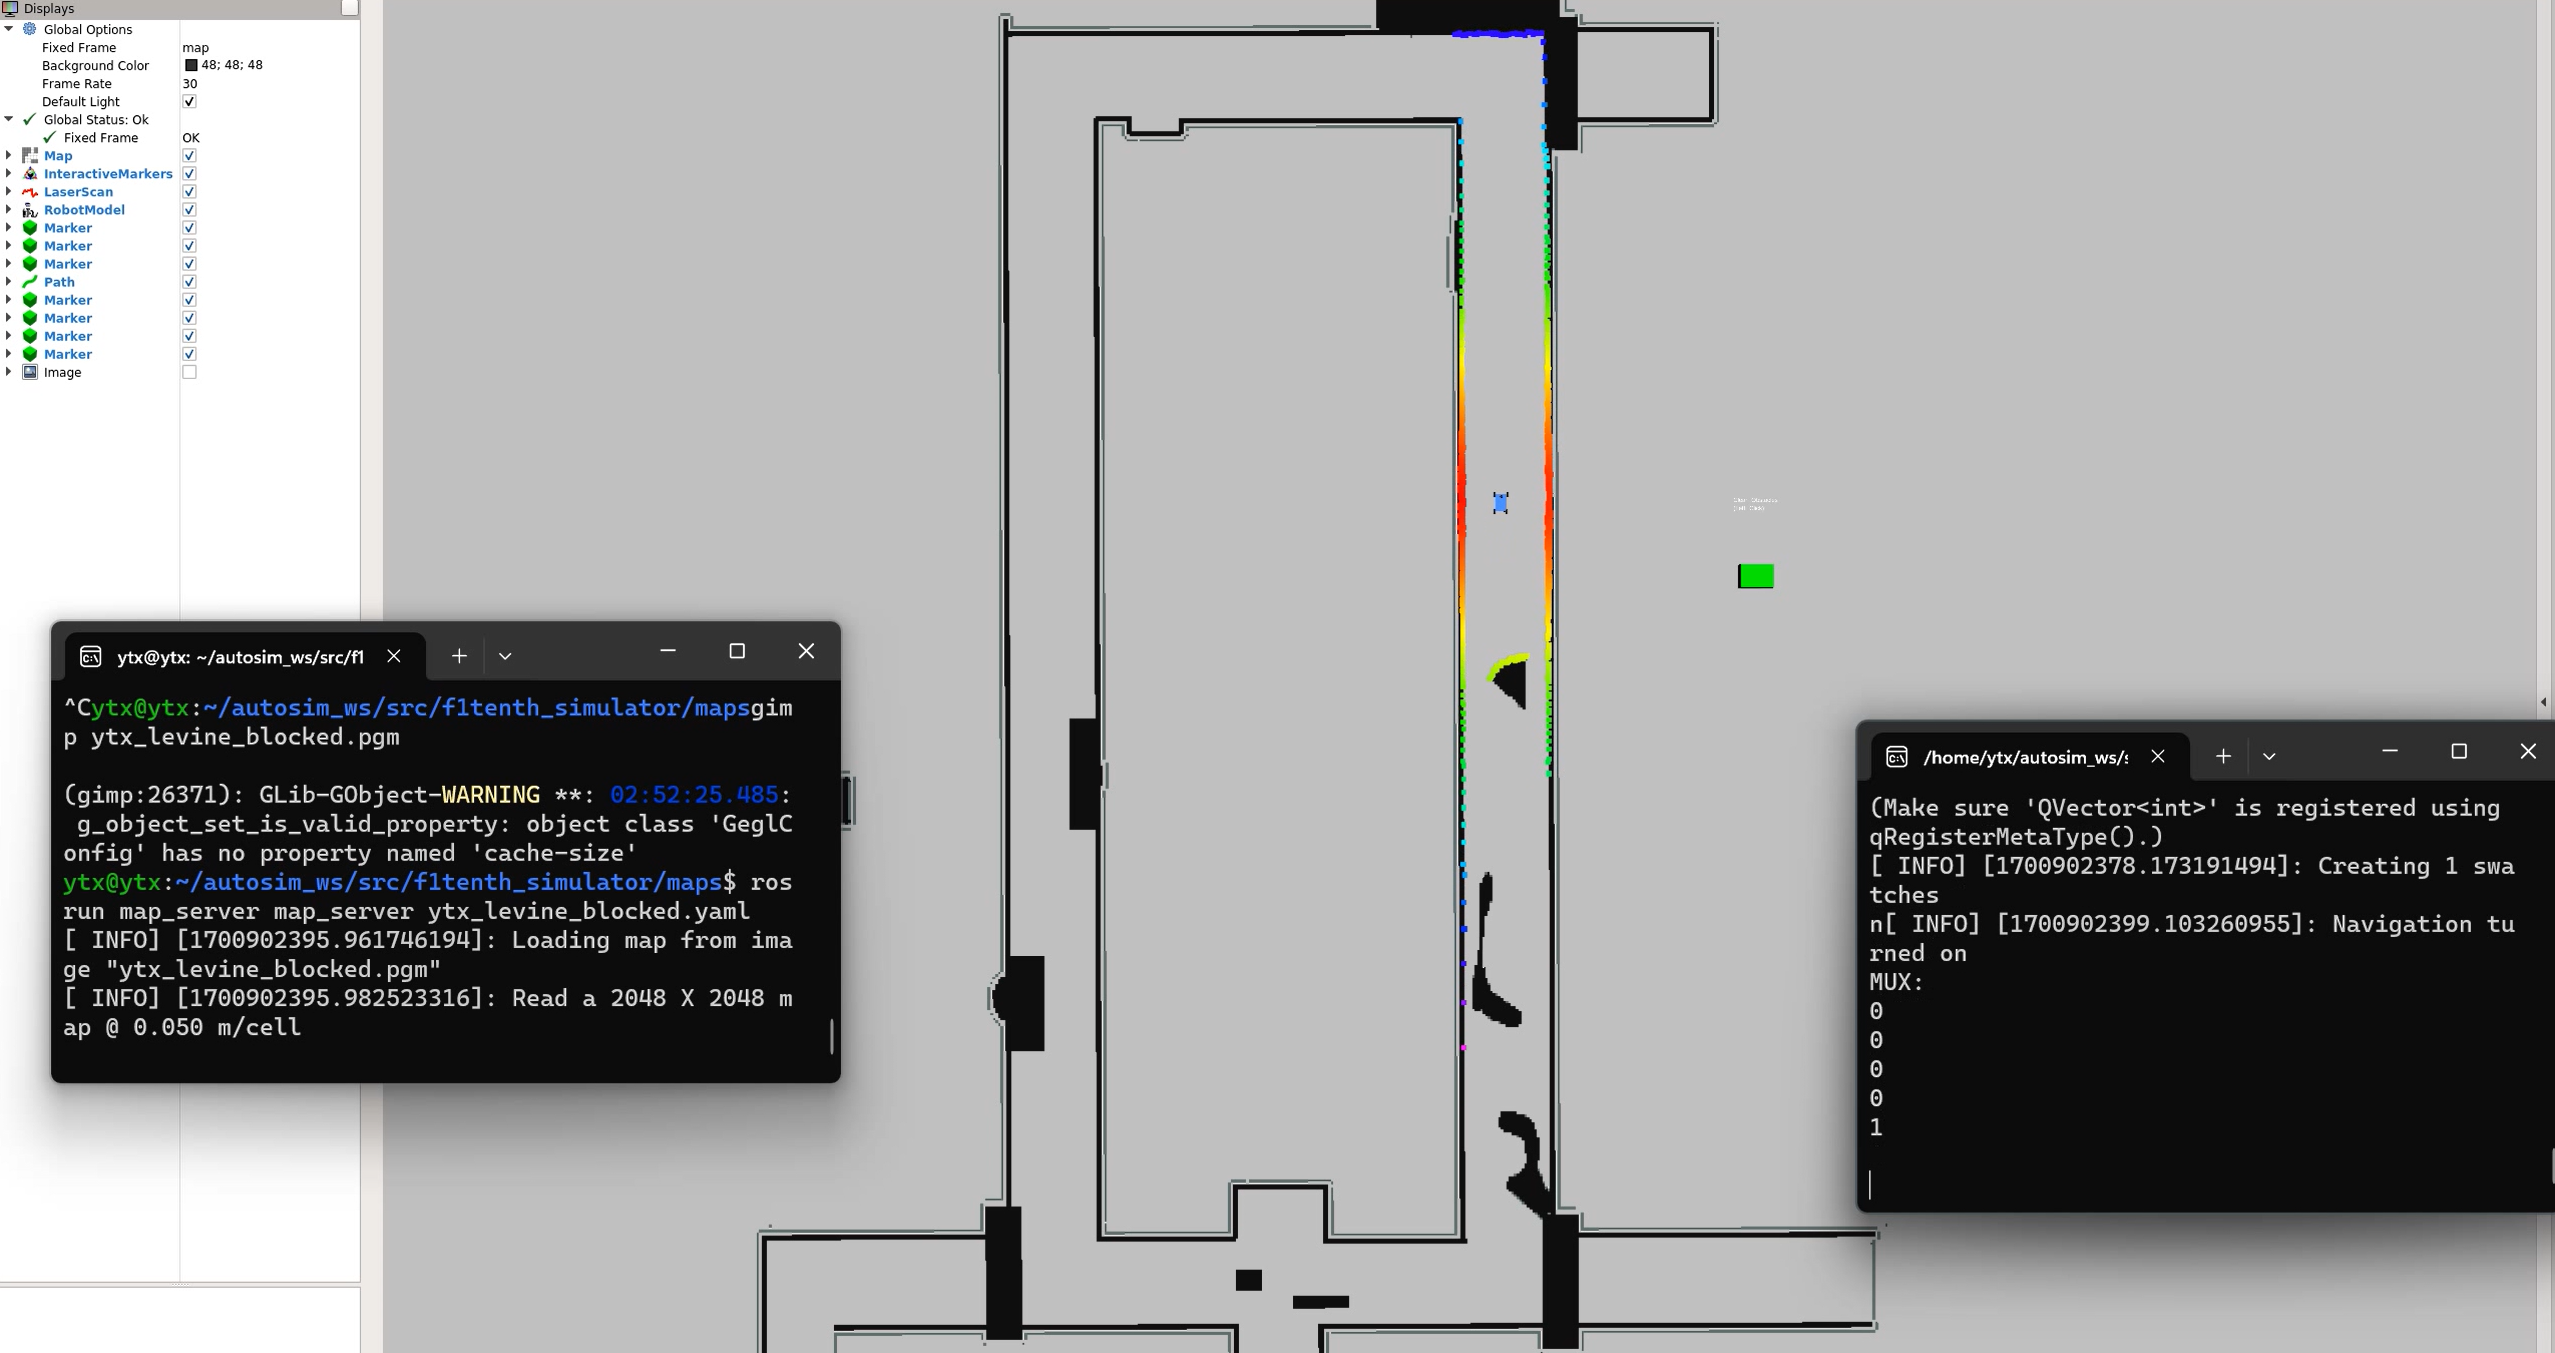 Displays
Global Options
Fixed Frame map
Background Color 48; 48; 48
Frame Rate 30
Default Light
Global Status: Ok
Fixed Frame OK
Map
InteractiveMarkers
LaserScan
RobotModel
Marker
Marker
Marker
Path
Marker
Marker
Marker
Marker
Image
ytx@ytx: ~/autosim_ws/src/f1
^Cytx@ytx:~/autosim_ws/src/f1tenth_simulator/mapsgim
p ytx_levine_blocked.pgm
(gimp:26371): GLib-GObject-WARNING **: 02:52:25.485:
g_object_set_is_valid_property: object class 'GeglC
onfig' has no property named 'cache-size'
ytx@ytx:~/autosim_ws/src/f1tenth_simulator/maps$ ros
run map_server map_server ytx_levine_blocked.yaml
[ INFO] [1700902395.961746194]: Loading map from ima
ge "ytx_levine_blocked.pgm"
[ INFO] [1700902395.982523316]: Read a 2048 X 2048 m
ap @ 0.050 m/cell
/home/ytx/autosim_ws/s
(Make sure 'QVector<int>' is registered using
qRegisterMetaType().)
[ INFO] [1700902378.173191494]: Creating 1 swa
tches
n[ INFO] [1700902399.103260955]: Navigation tu
rned on
MUX:
0
0
0
0
1